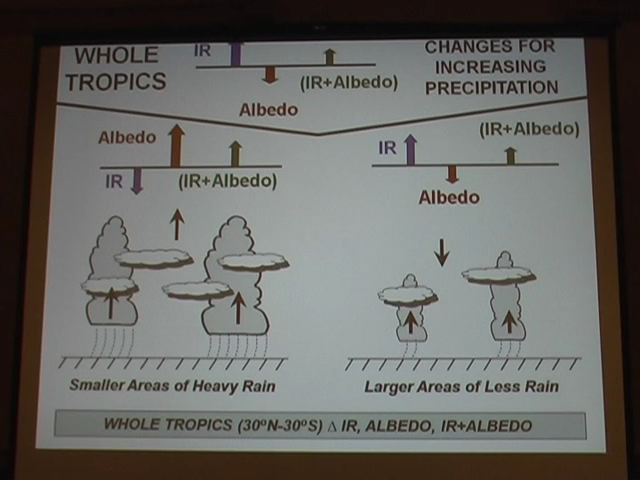 WHOLE
TROPICS
IR
(IR+Albedo)
Albedo
CHANGES FOR
INCREASING
PRECIPITATION
Albedo
IR
(IR+Albedo)
IR
(IR+Albedo)
Albedo
Smaller Areas of Heavy Rain
Larger Areas of Less Rain
WHOLE TROPICS (30ºN-30ºS) Δ IR, ALBEDO, IR+ALBEDO